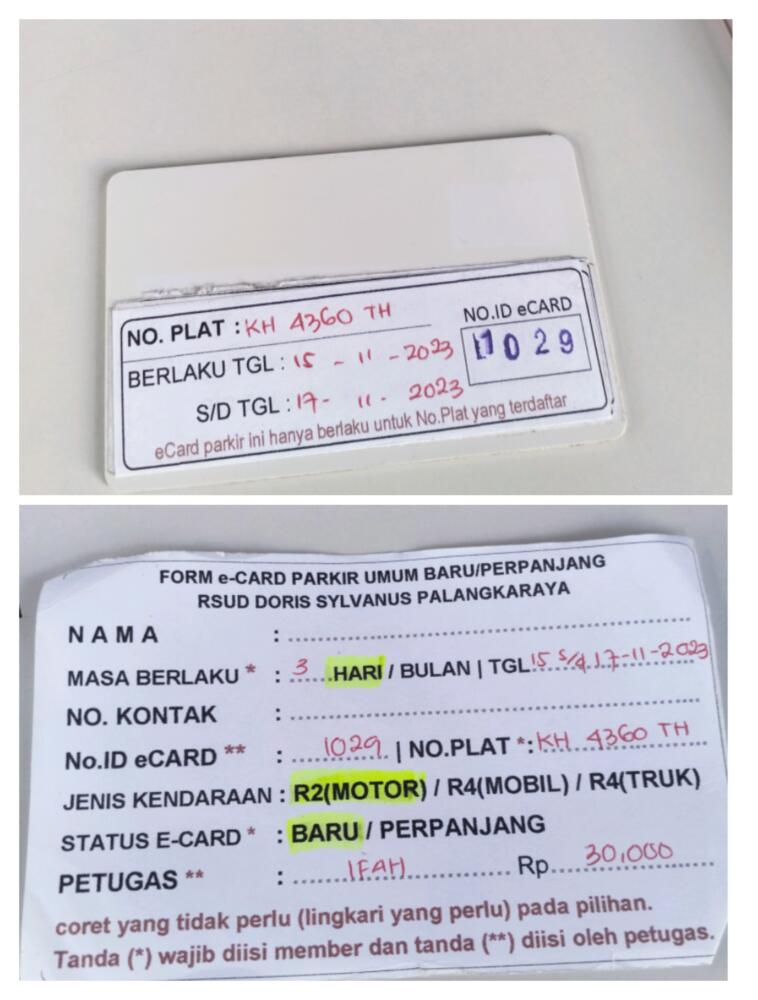 NO. PLAT : KH 4360 TH
NO.ID eCARD
1029
BERLAKU TGL : 15 - 11 - 2023
S/D TGL : 17 - 11 - 2023
eCard parkir ini hanya berlaku untuk No.Plat yang terdaftar
FORM e-CARD PARKIR UMUM BARU/PERPANJANG
RSUD DORIS SYLVANUS PALANGKARAYA
NAMA : ........................
MASA BERLAKU * : 3 HARI / BULAN | TGL 15 s/d 17-11-2023
NO. KONTAK : ........................
No.ID eCARD ** : 1029 | NO.PLAT *: KH 4360 TH
JENIS KENDARAAN : R2(MOTOR) / R4(MOBIL) / R4(TRUK)
STATUS E-CARD * : BARU / PERPANJANG
PETUGAS ** : IFAH Rp 30,000
coret yang tidak perlu (lingkari yang perlu) pada pilihan.
Tanda (*) wajib diisi member dan tanda (**) diisi oleh petugas.